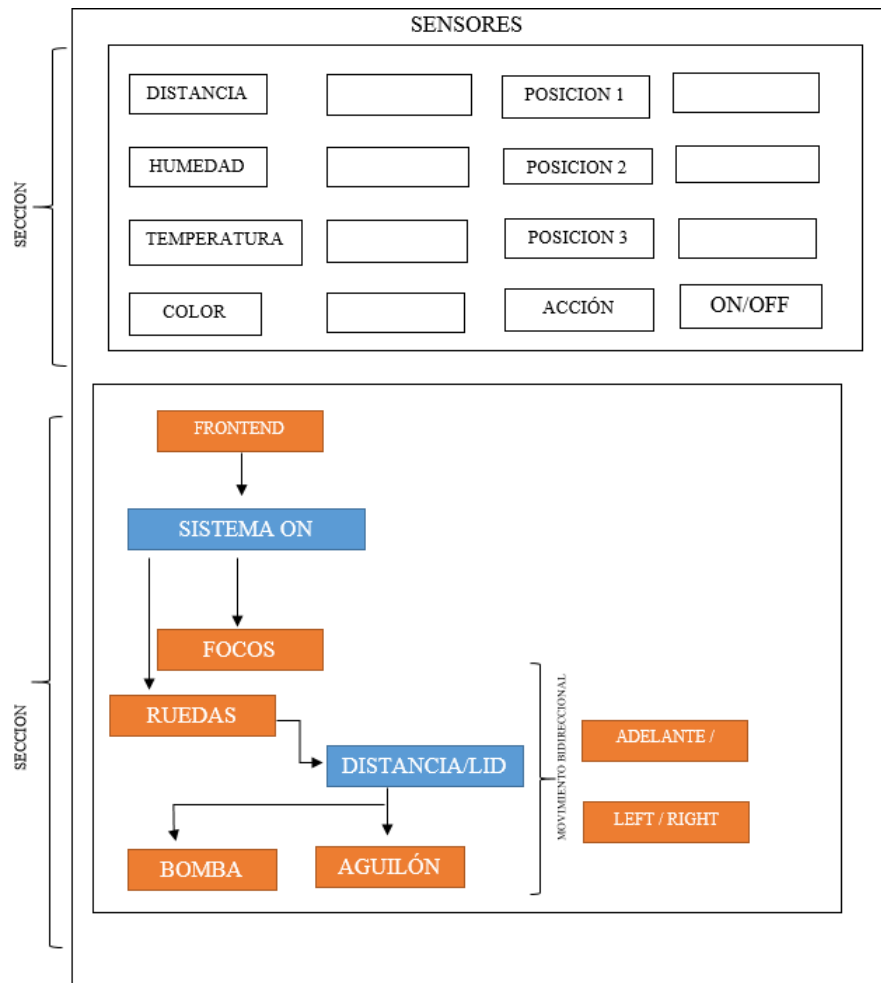 SENSORES
DISTANCIA
POSICION 1
HUMEDAD
POSICION 2
TEMPERATURA
POSICION 3
COLOR
ACCIÓN
ON/OFF
SECCION
FRONTEND
SISTEMA ON
FOCOS
RUEDAS
DISTANCIA/LID
BOMBA
AGUILÓN
MOVIMIENTO BIDIRECCIONAL
ADELANTE /
LEFT / RIGHT
SECCION